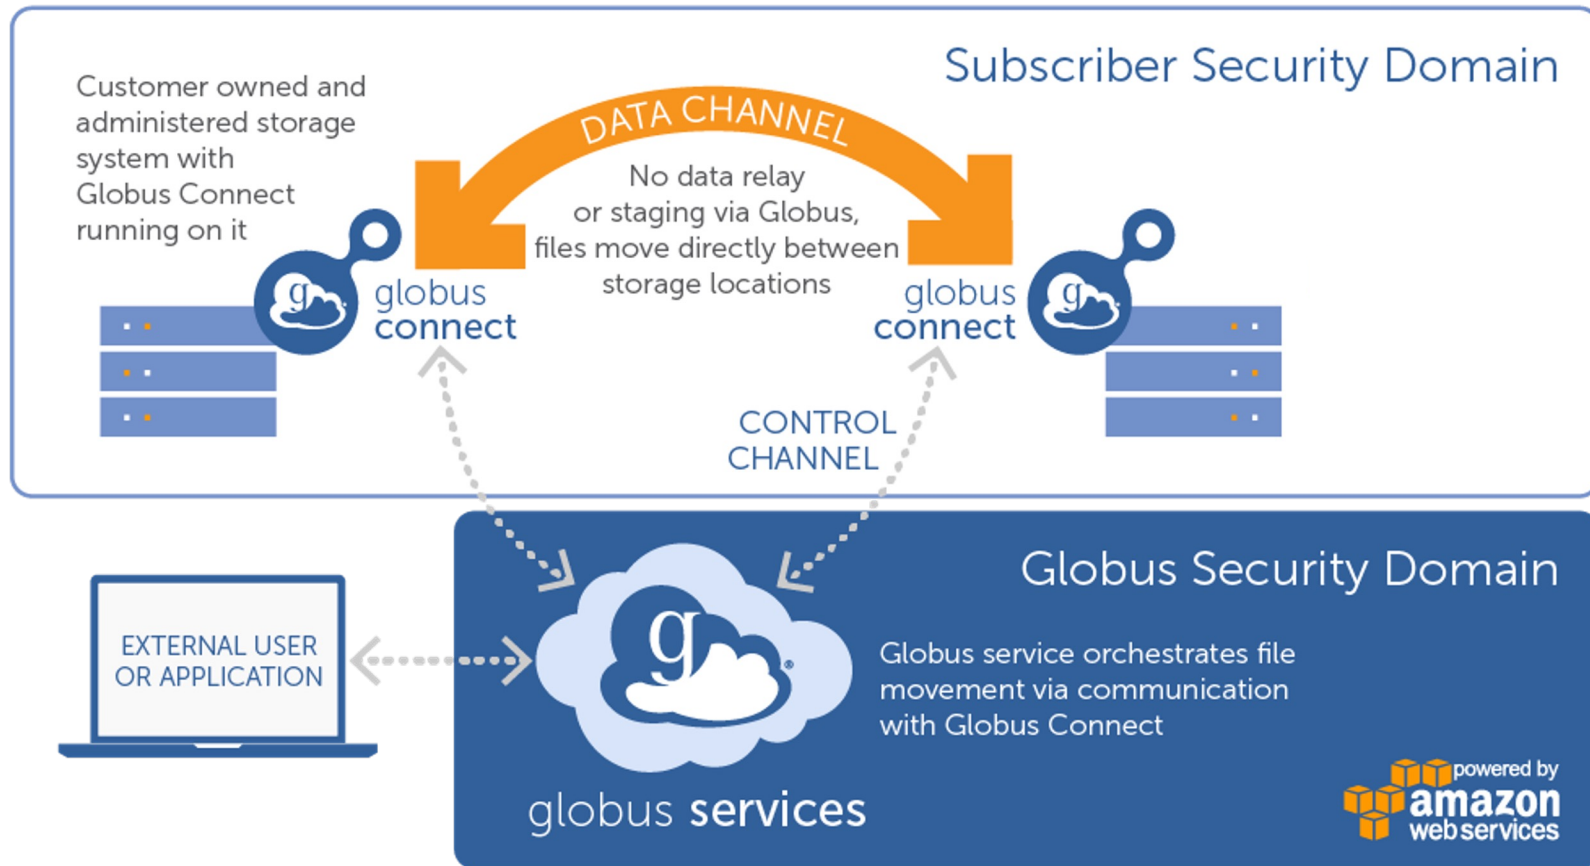 Subscriber Security Domain
Customer owned and
administered storage
system with
Globus Connect
running on it
DATA CHANNEL
No data relay
or staging via Globus,
files move directly between
storage locations
g
globus
connect
globus
connect
g
CONTROL
CHANNEL
Globus Security Domain
EXTERNAL USER
OR APPLICATION
g
®
Globus service orchestrates file
movement via communication
with Globus Connect
globus services
powered by
amazon
webservices